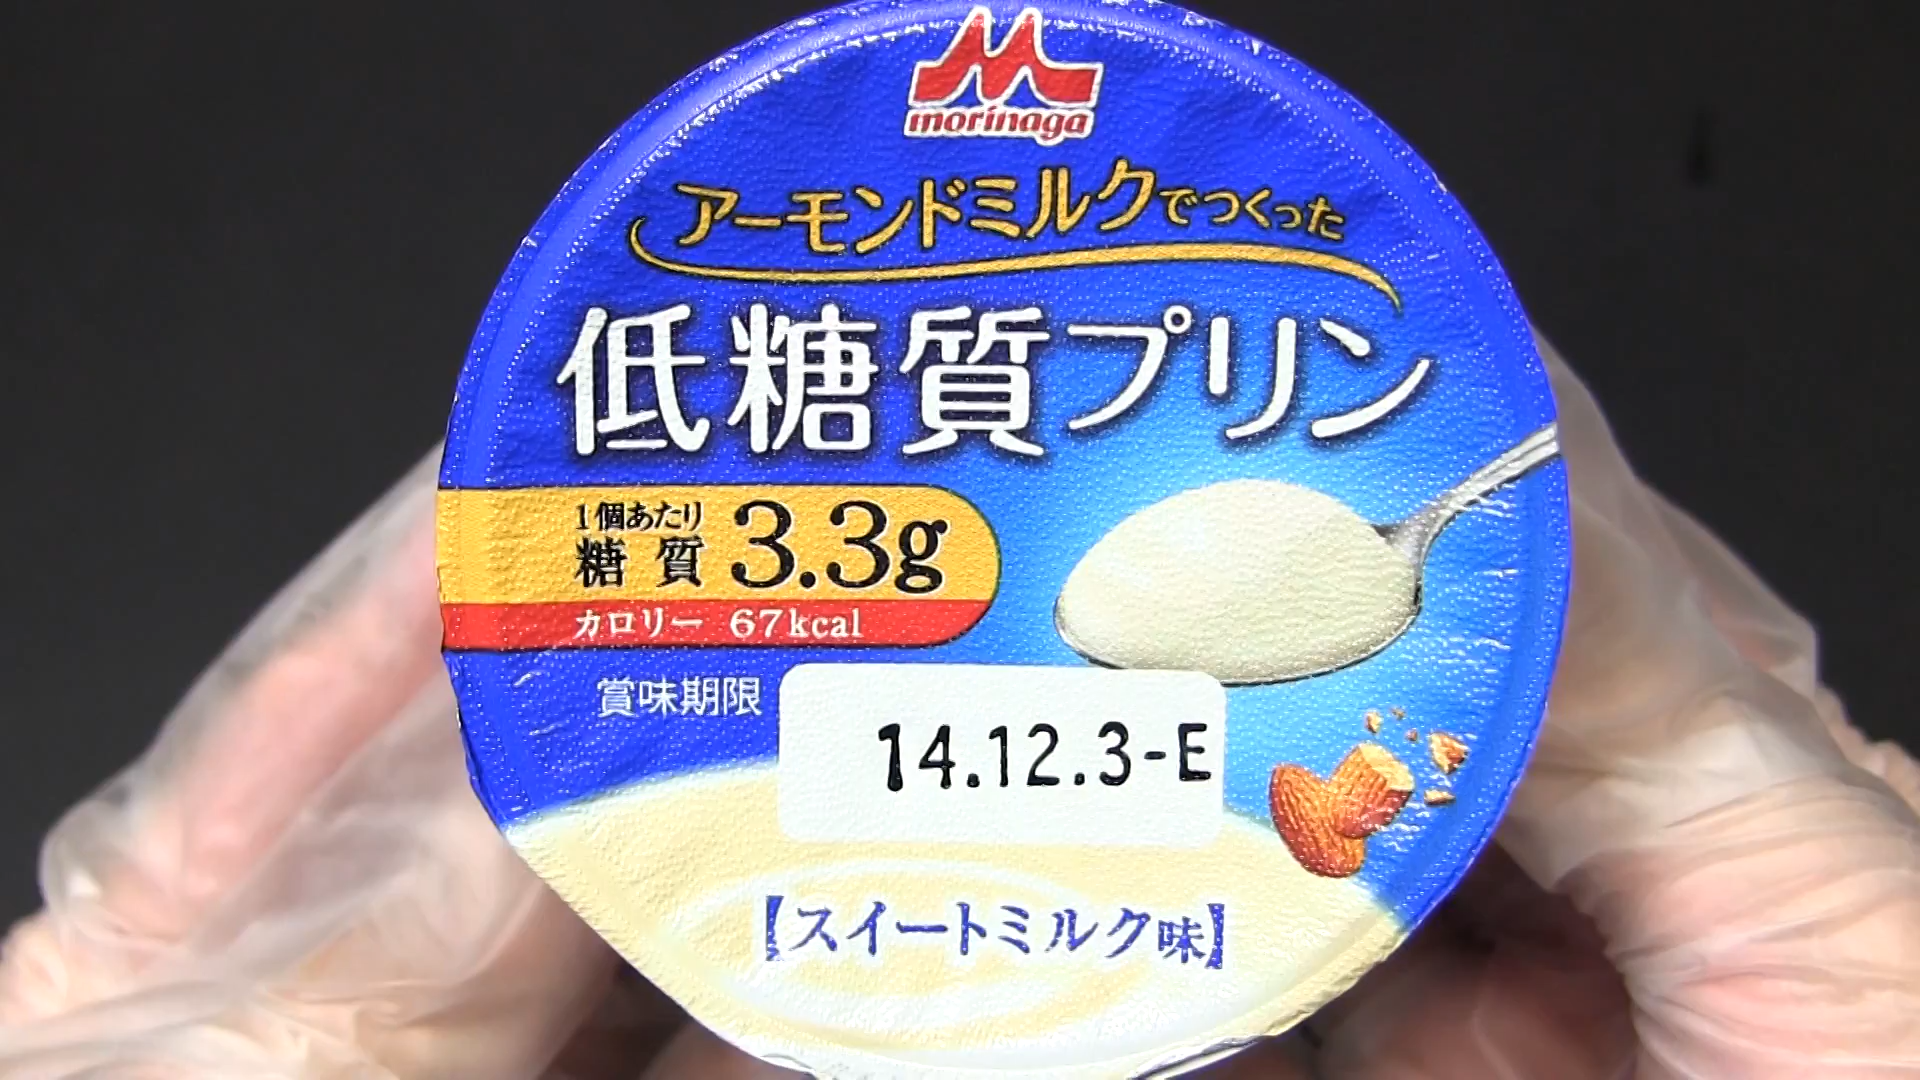 morinaga
アーモンドミルクでつくった
低糖質プリン
1個あたり
糖質 3.3g
カロリー 67kcal
賞味期限
14.12.3-E
【スイートミルク味】